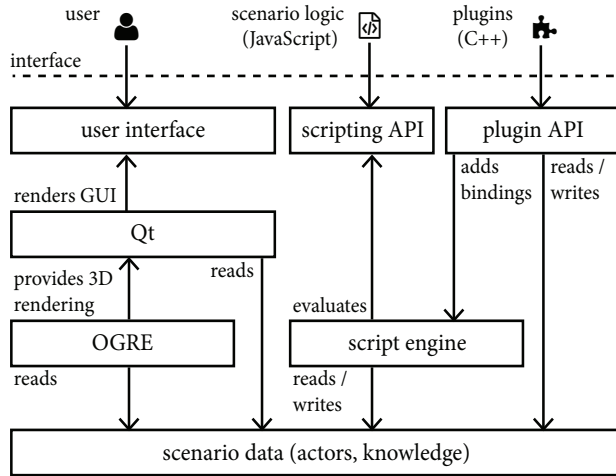 user
scenario logic
(JavaScript)
plugins
(C++)
interface
user interface
scripting API
plugin API
renders GUI
adds
bindings
reads /
writes
Qt
provides 3D
rendering
reads
evaluates
OGRE
script engine
reads
reads /
writes
scenario data (actors, knowledge)